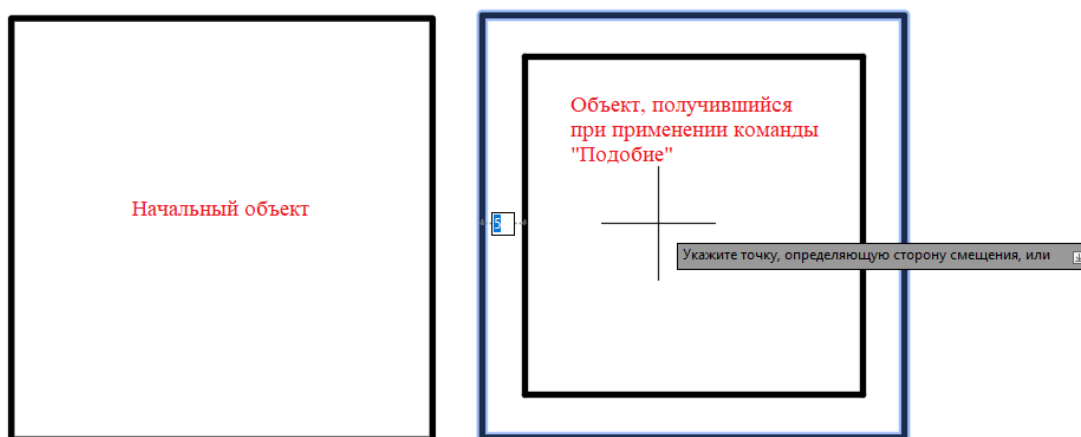 Начальный объект
Объект, получившийся
при применении команды
"Подобие"
5
Укажите точку, определяющую сторону смещения, или